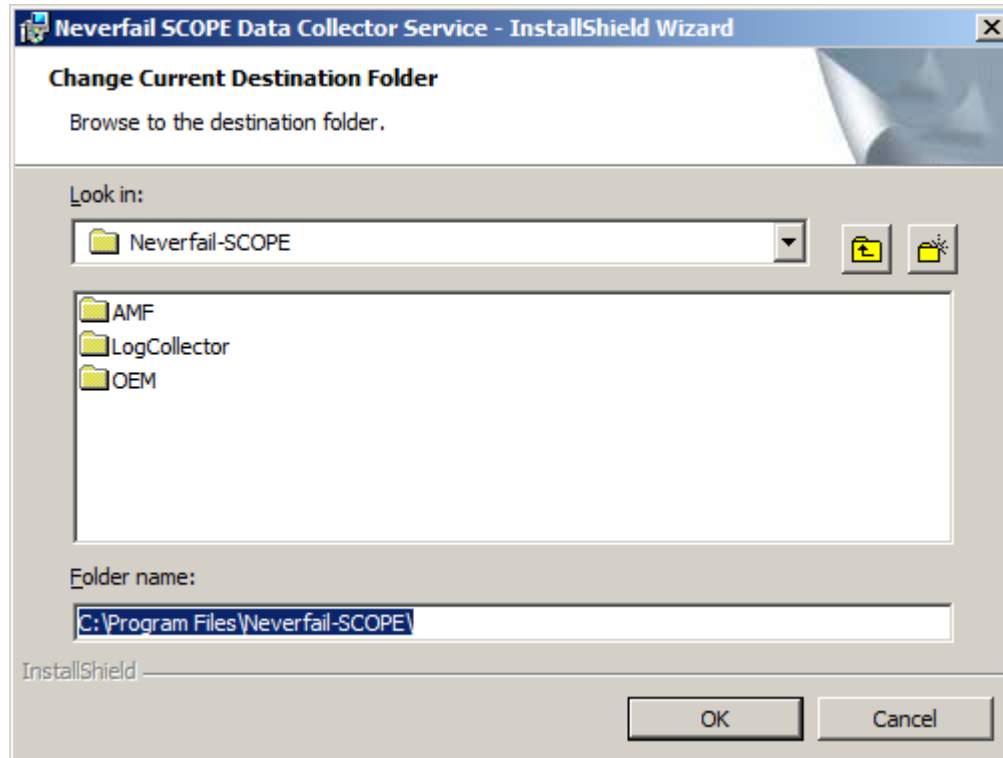 Neverfail SCOPE Data Collector Service - InstallShield Wizard
Change Current Destination Folder
Browse to the destination folder.
Look in:
Neverfail-SCOPE
AMF
LogCollector
OEM
Folder name:
C:\Program Files\Neverfail-SCOPE\
InstallShield
OK Cancel